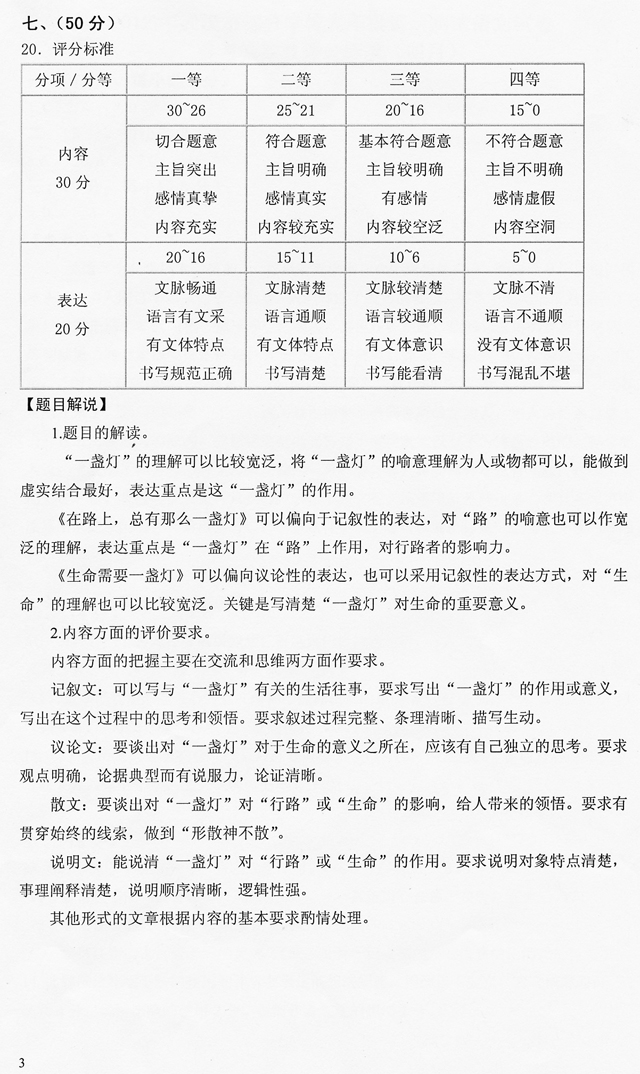 七、（50 分）
20．评分标准
分项 / 分等 一等 二等 三等 四等
内容
30 分
30~26 25~21 20~16 15~0
切合题意 符合题意 基本符合题意 不符合题意
主旨突出 主旨明确 主旨较明确 主旨不明确
感情真挚 感情真实 有感情 感情虚假
内容充实 内容较充实 内容较空泛 内容空洞
表达
20 分
20~16 15~11 10~6 5~0
文脉畅通 文脉清楚 文脉较清楚 文脉不清
语言有文采 语言通顺 语言较通顺 语言不通顺
有文体特点 有文体特点 有文体意识 没有文体意识
书写规范正确 书写清楚 书写能看清 书写混乱不堪
【题目解说】
1.题目的解读。
“一盏灯”的理解可以比较宽泛，将“一盏灯”的喻意理解为人或物都可以，能做到
虚实结合最好，表达重点是这“一盏灯”的作用。
《在路上，总有那么一盏灯》可以偏向于记叙性的表达，对“路”的喻意也可以作宽
泛的理解，表达重点是“一盏灯”在“路”上作用，对行路者的影响力。
《生命需要一盏灯》可以偏向议论性的表达，也可以采用记叙性的表达方式，对“生
命”的理解也可以比较宽泛。关键是写清楚“一盏灯”对生命的重要意义。
2.内容方面的评价要求。
内容方面的把握主要在交流和思维两方面作要求。
记叙文：可以写与“一盏灯”有关的生活往事，要求写出“一盏灯”的作用或意义，
写出在这个过程中的思考和领悟。要求叙述过程完整、条理清晰、描写生动。
议论文：要谈出对“一盏灯”对于生命的意义之所在，应该有自己独立的思考。要求
观点明确，论据典型而有说服力，论证清晰。
散文：要谈出对“一盏灯”对“行路”或“生命”的影响，给人带来的领悟。要求有
贯穿始终的线索，做到“形散神不散”。
说明文：能说清“一盏灯”对“行路”或“生命”的作用。要求说明对象特点清楚，
事理阐释清楚，说明顺序清晰，逻辑性强。
其他形式的文章根据内容的基本要求酌情处理。
3